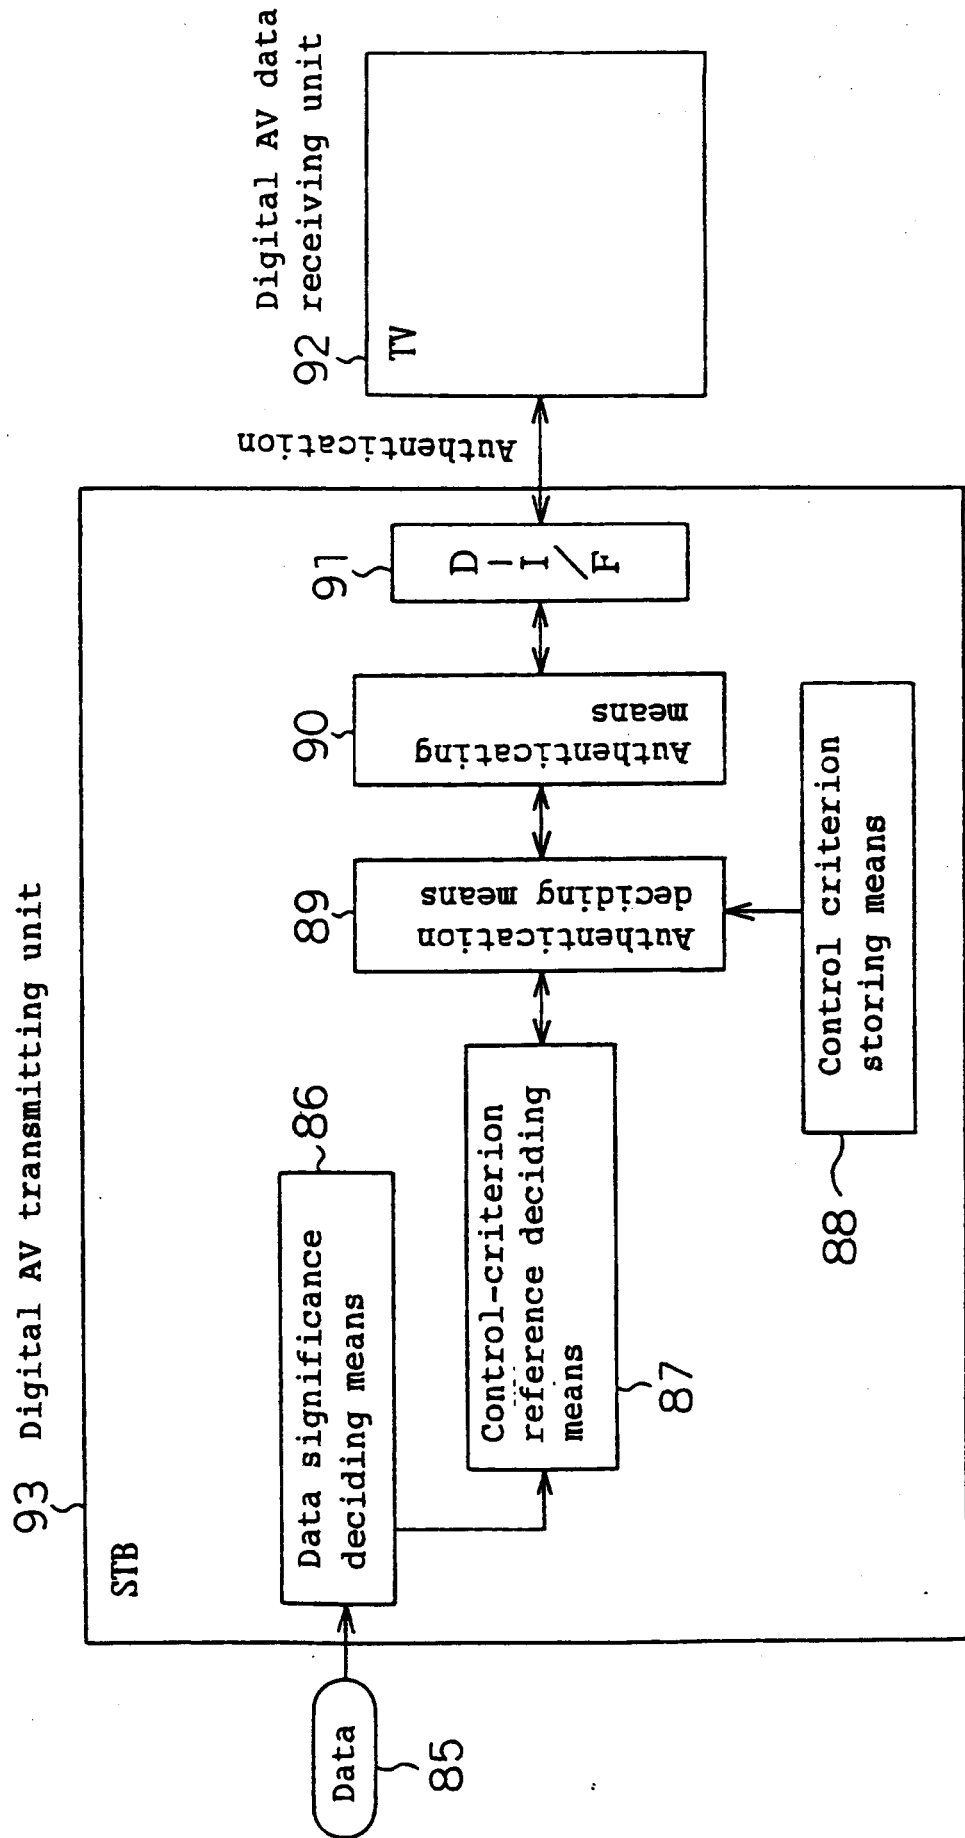 93 Digital AV transmitting unit
STB
Data
85
Data significance
deciding means
86
Control-criterion
reference deciding
means
87
Control criterion
storing means
88
89
Authentication
deciding means
90
Authenticating
means
91
D-I/F
Authentication
Digital AV data
92 receiving unit
TV